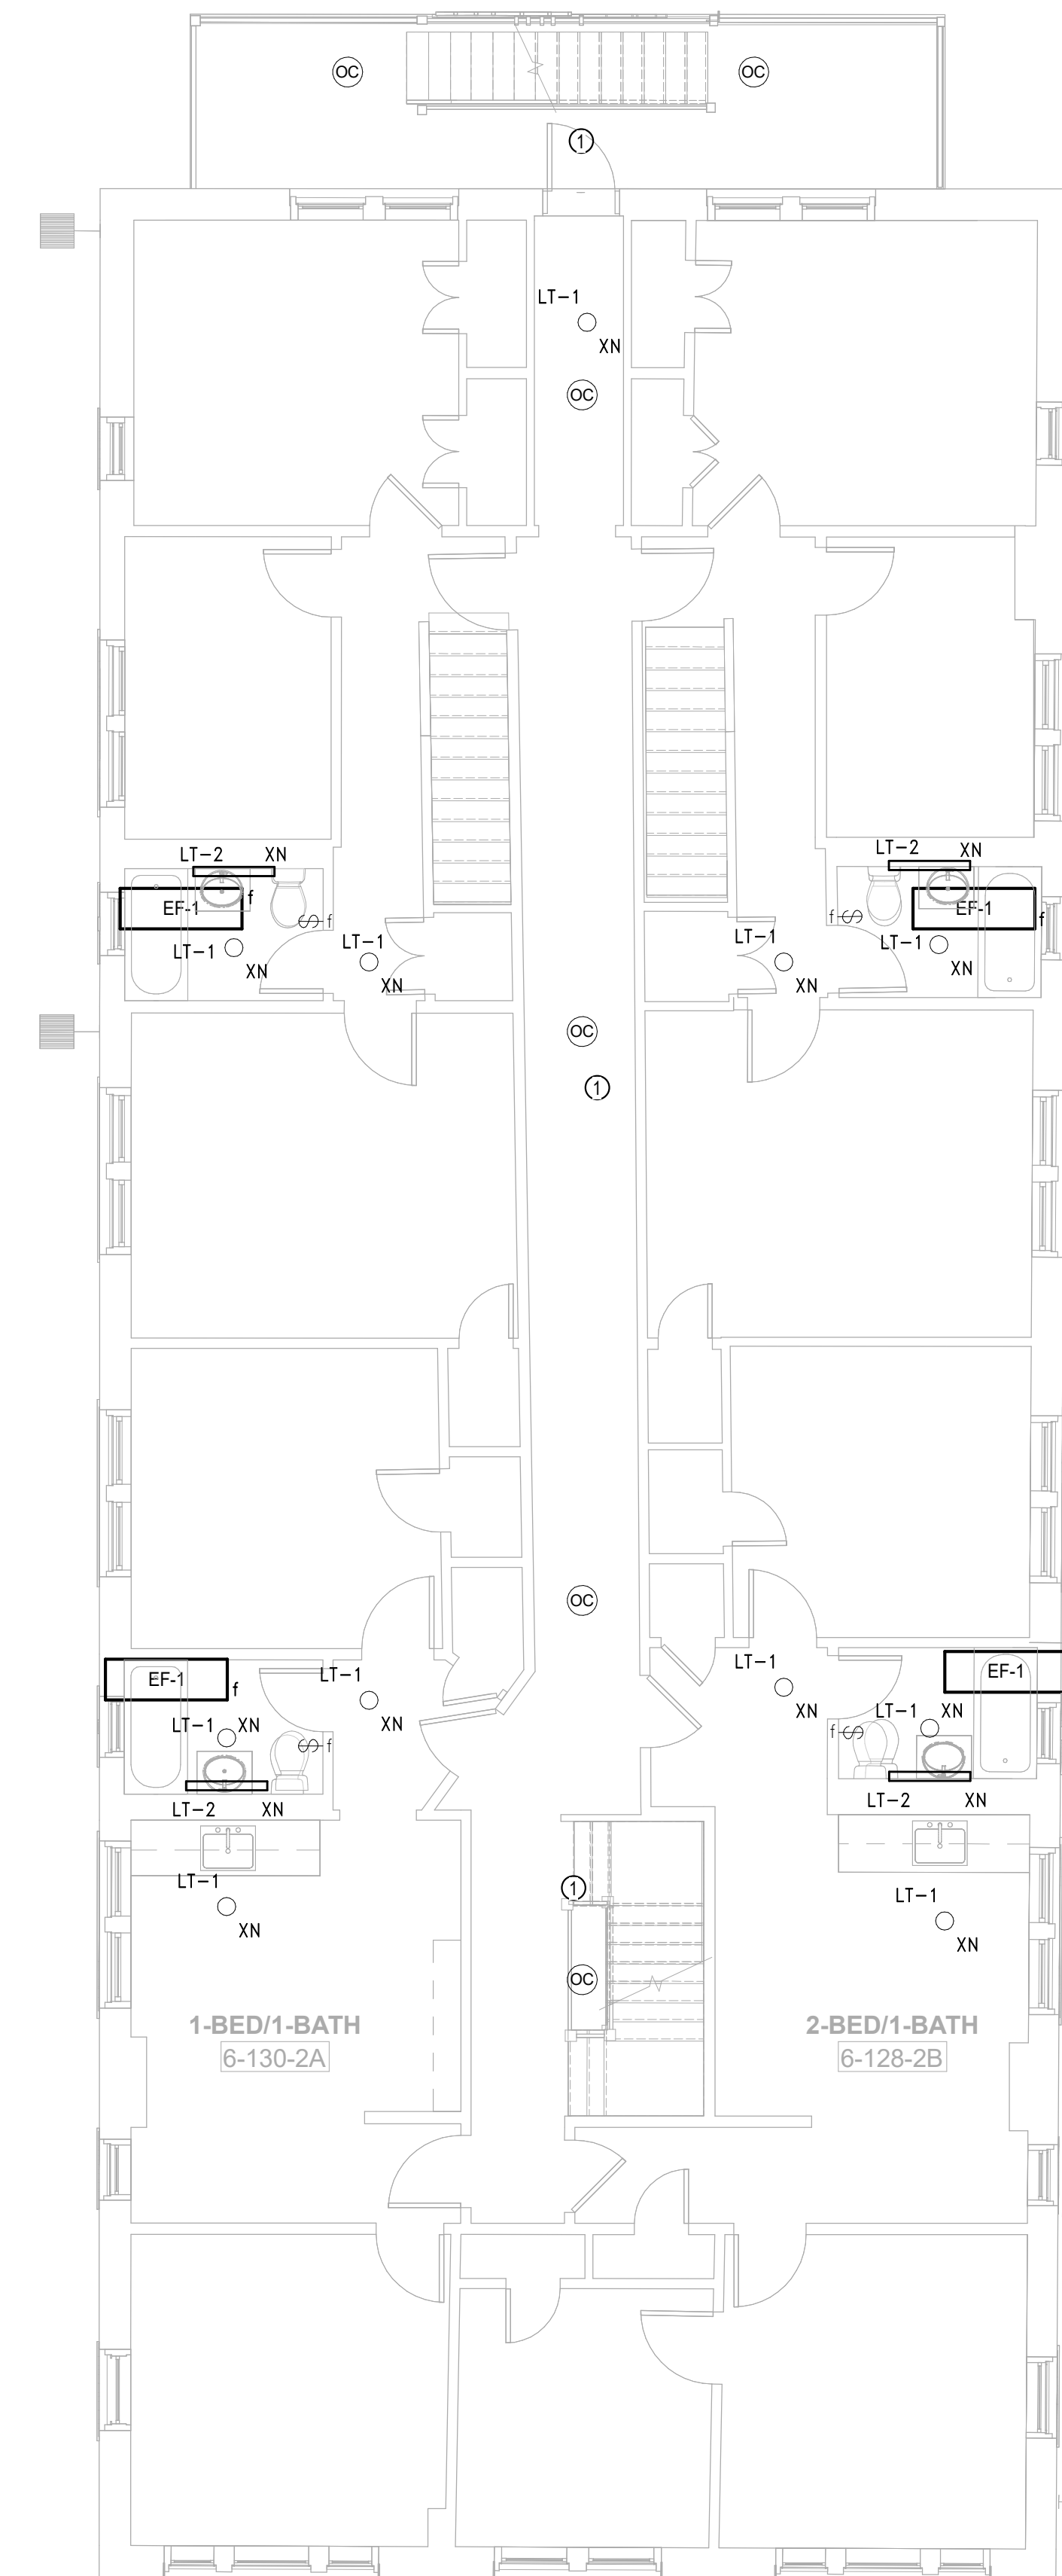 OC OC
1
LT-1
XN
OC
LT-2 XN
EF-1 f
$ f
LT-1
XN
LT-1
XN
LT-2 XN
EF-1 f
f $
LT-1
XN
LT-1
XN
OC
1
OC
EF-1 f
LT-1
XN
LT-1 XN
$ f
LT-2 XN
LT-1
XN
LT-1
XN
EF-1
LT-1 XN
f $
LT-2 XN
1
LT-1
XN
OC
1-BED/1-BATH
6-130-2A
2-BED/1-BATH
6-128-2B